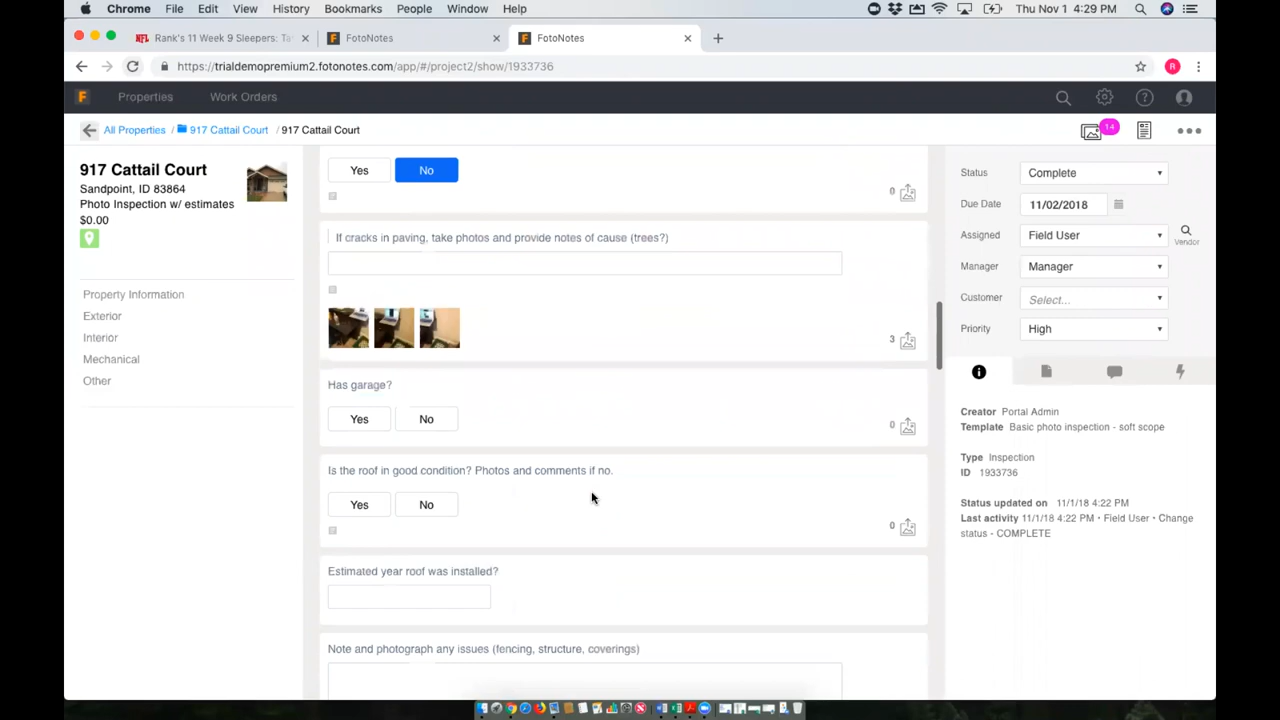 Chrome File Edit View History Bookmarks People Window Help Thu Nov 1 4:29 PM
Rank's 11 Week 9 Sleepers: Ta FotoNotes FotoNotes
https://trialdemopremium2.fotonotes.com/app/#/project2/show/1933736 R
F Properties Work Orders
All Properties / 917 Cattail Court / 917 Cattail Court 14
917 Cattail Court
Sandpoint, ID 83864
Photo Inspection w/ estimates
$0.00
Property Information
Exterior
Interior
Mechanical
Other
Yes No
0
If cracks in paving, take photos and provide notes of cause (trees?)
3
Has garage?
Yes No
0
Is the roof in good condition? Photos and comments if no.
Yes No
0
Estimated year roof was installed?
Note and photograph any issues (fencing, structure, coverings)
Status Complete
Due Date 11/02/2018
Assigned Field User
Vendor
Manager Manager
Customer Select...
Priority High
Creator Portal Admin
Template Basic photo inspection - soft scope
Type Inspection
ID 1933736
Status updated on 11/1/18 4:22 PM
Last activity 11/1/18 4:22 PM • Field User • Change
status - COMPLETE